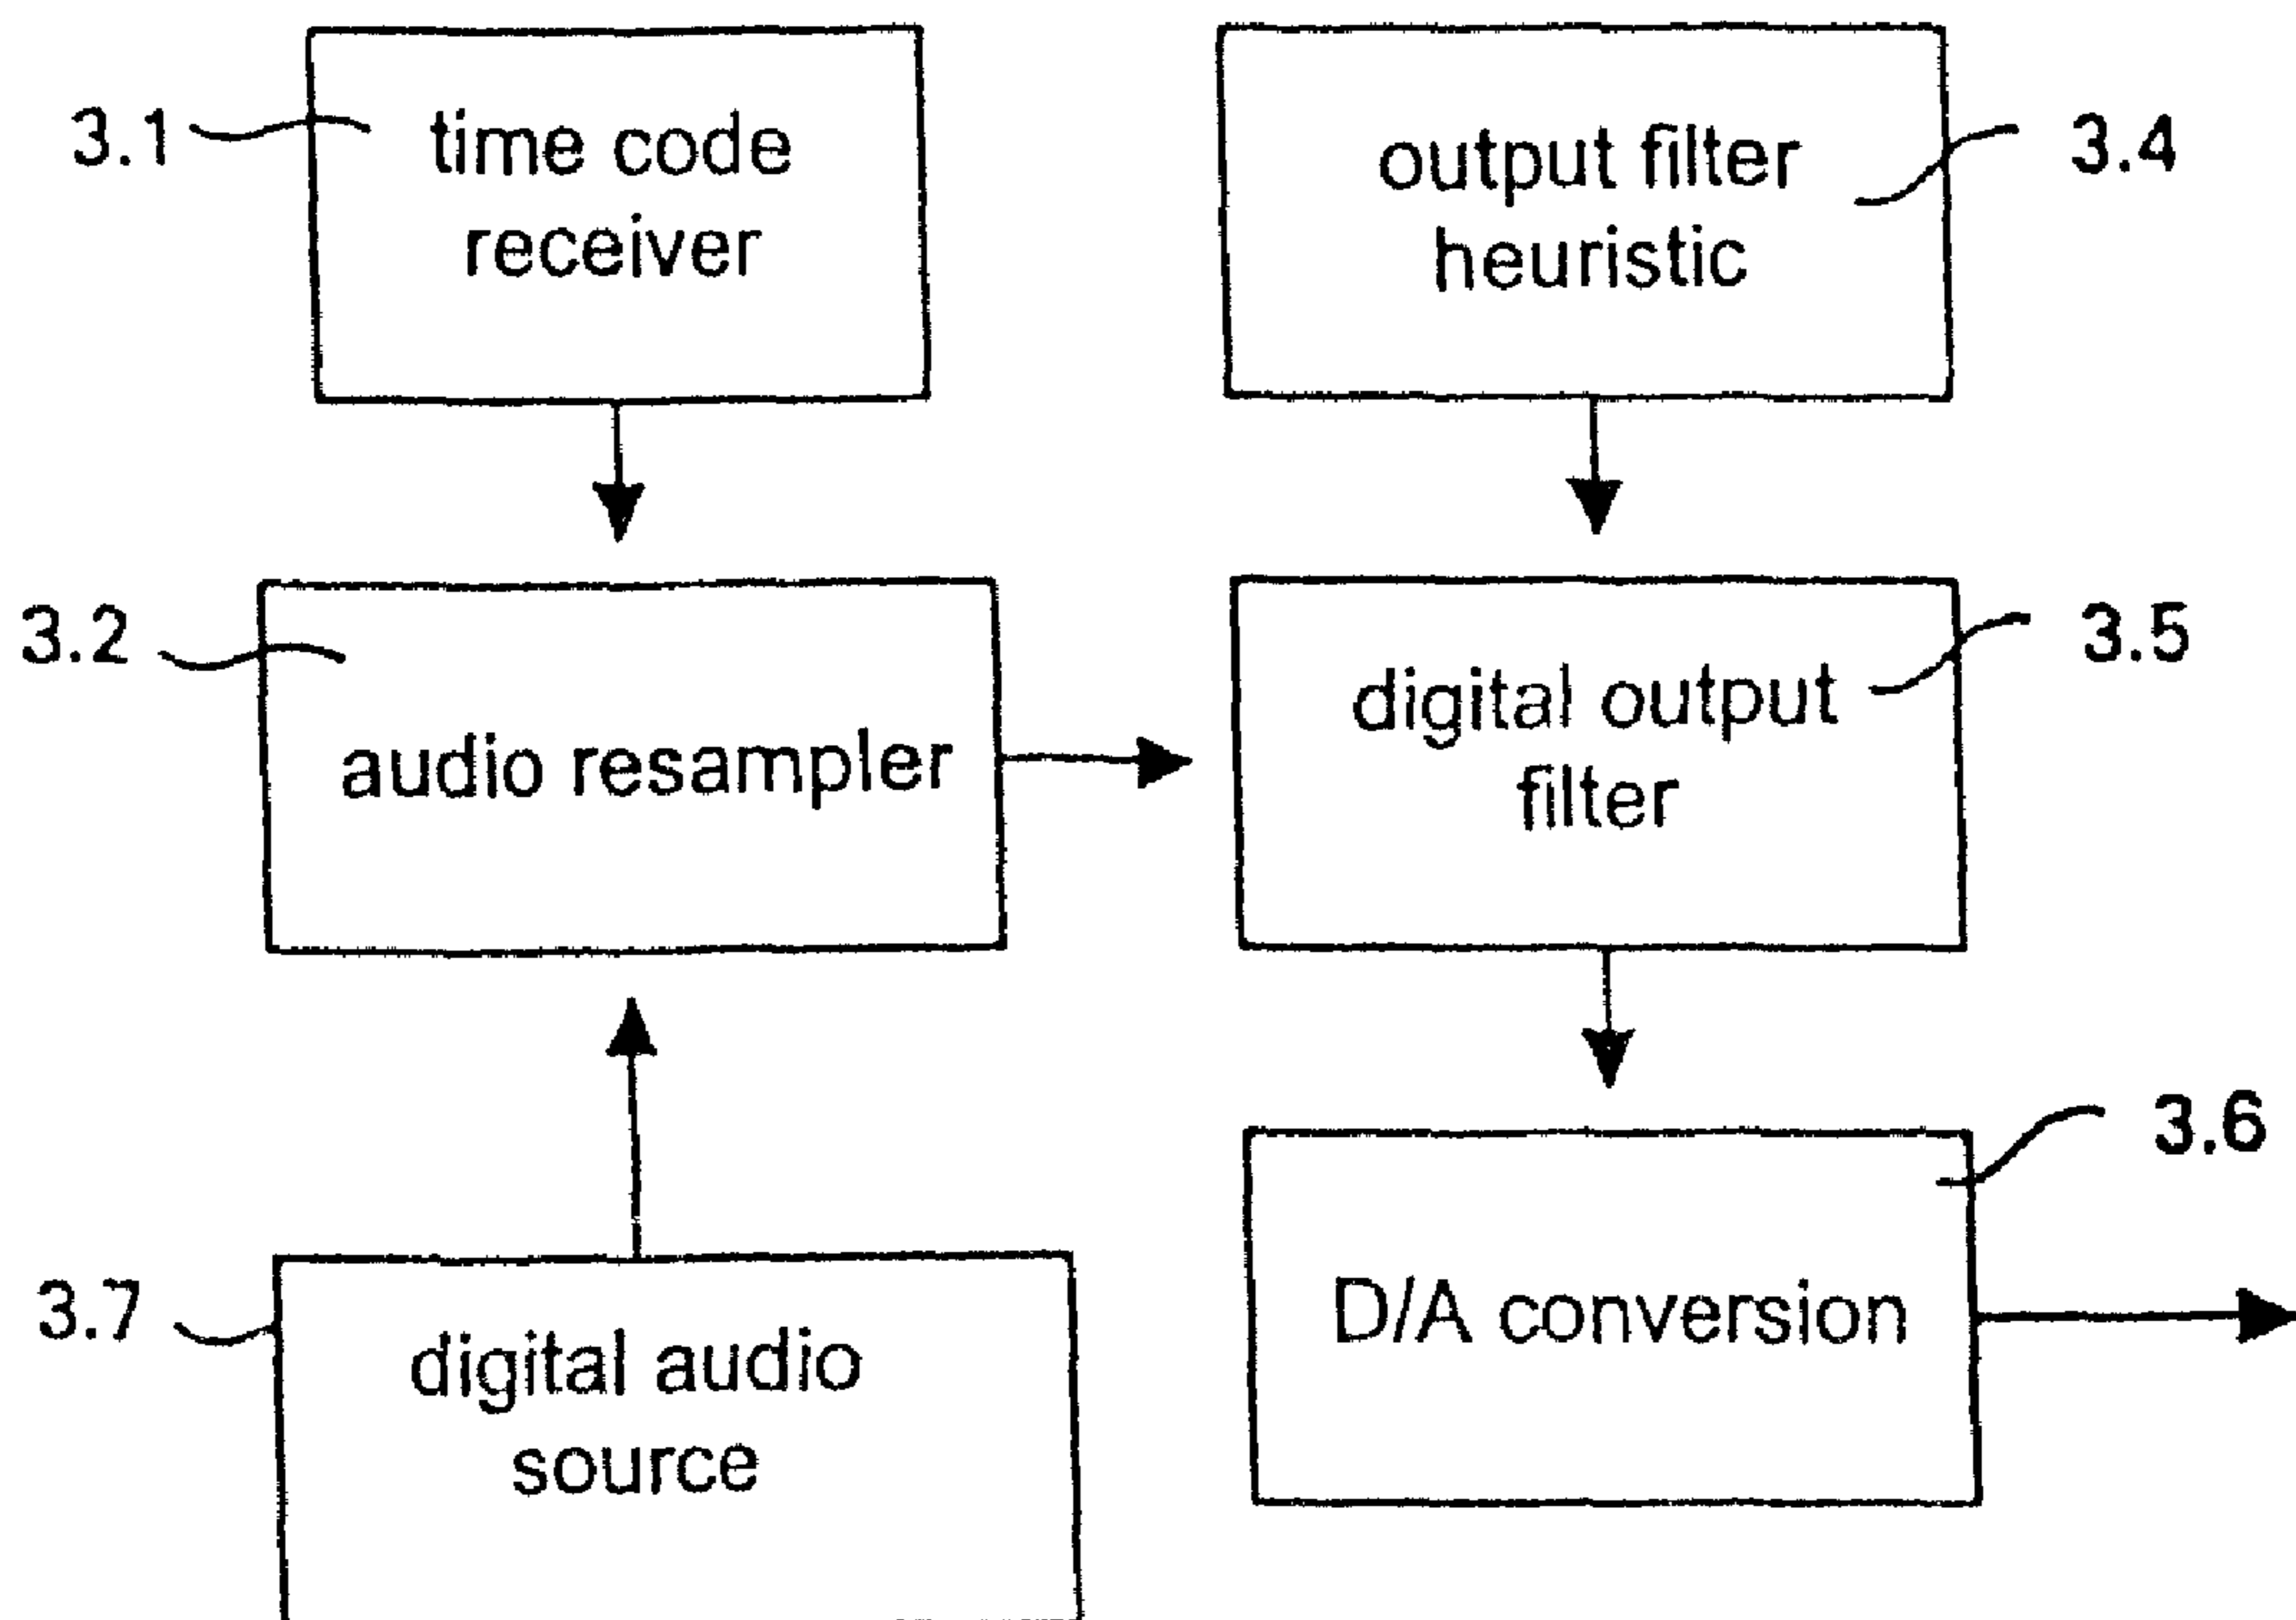 3.1
time code
receiver
output filter
heuristic
3.4
3.2
audio resampler
digital output
filter
3.5
3.7
digital audio
source
D/A conversion
3.6